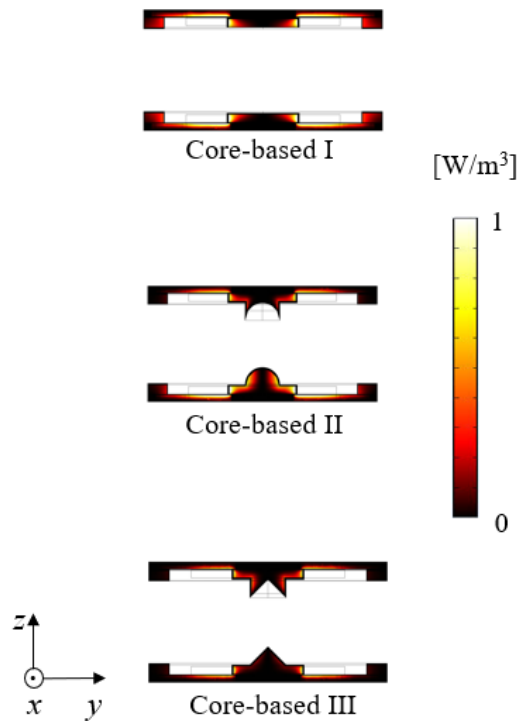 Core-based I
[W/m³]
1
Core-based II
0
z
x y
Core-based III